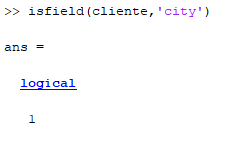 >> isfield(cliente,'city')
ans =
logical
1